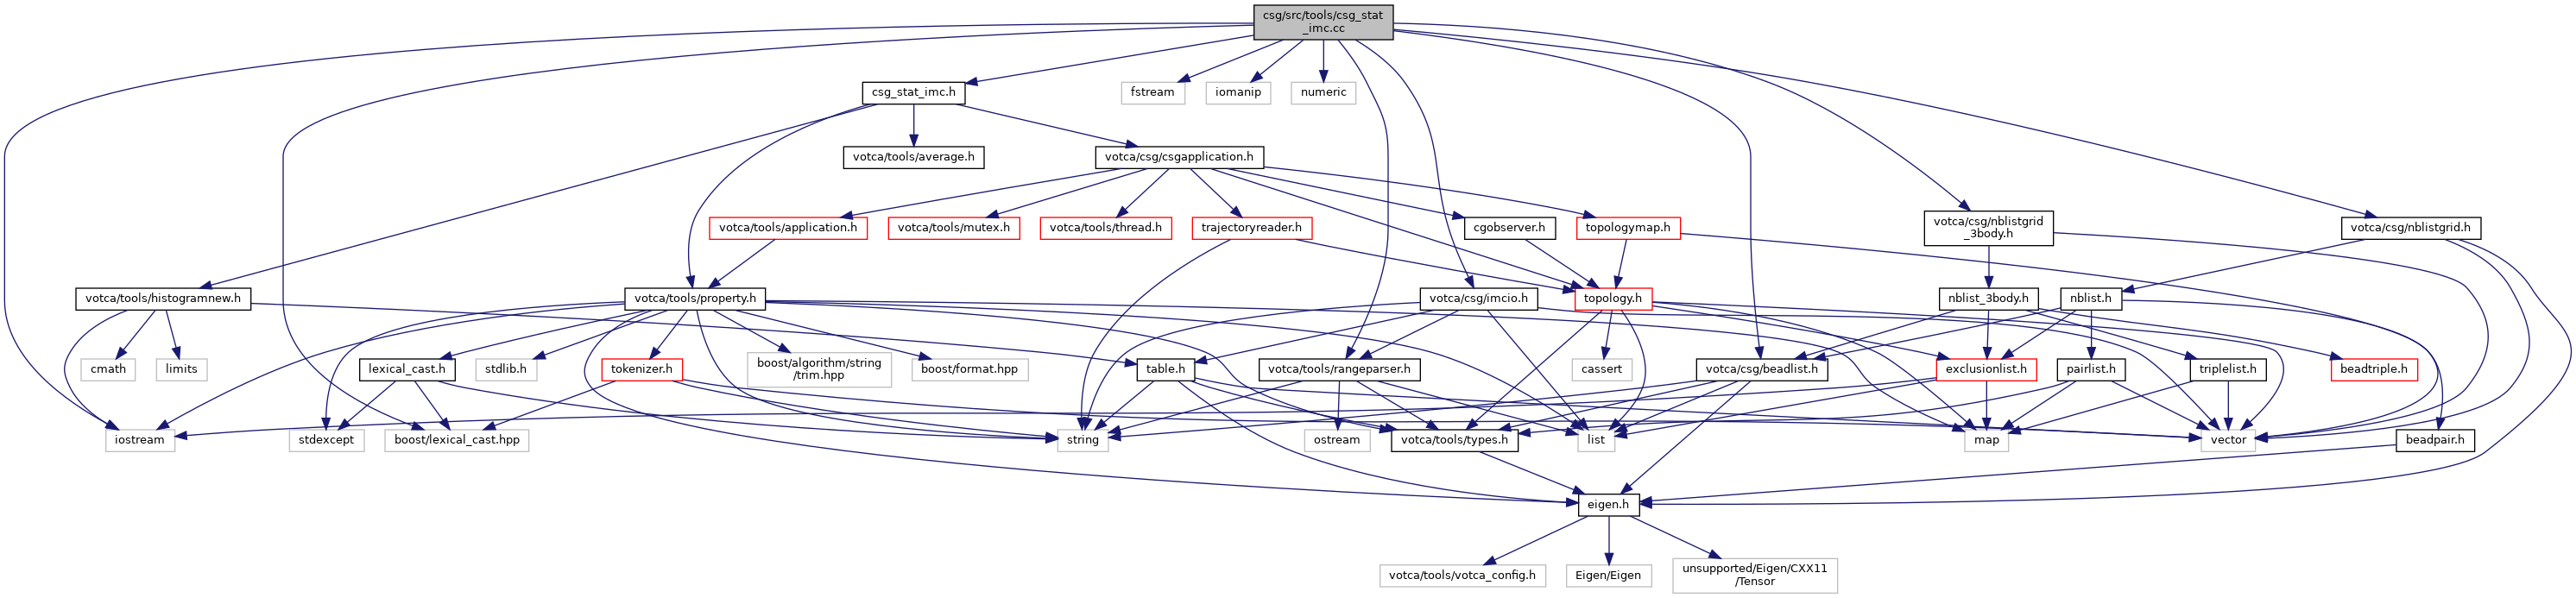 csg/src/tools/csg_stat
_imc.cc
csg_stat_imc.h
fstream
iomanip
numeric
votca/tools/average.h
votca/csg/csgapplication.h
votca/tools/application.h
votca/tools/mutex.h
votca/tools/thread.h
trajectoryreader.h
cgobserver.h
topologymap.h
votca/csg/nblistgrid
_3body.h
votca/csg/nblistgrid.h
votca/tools/histogramnew.h
votca/tools/property.h
votca/csg/imcio.h
topology.h
nblist_3body.h
nblist.h
cmath
limits
lexical_cast.h
stdlib.h
tokenizer.h
boost/algorithm/string
/trim.hpp
boost/format.hpp
table.h
votca/tools/rangeparser.h
cassert
votca/csg/beadlist.h
exclusionlist.h
pairlist.h
triplelist.h
beadtriple.h
iostream
stdexcept
boost/lexical_cast.hpp
string
ostream
votca/tools/types.h
list
map
vector
beadpair.h
eigen.h
votca/tools/votca_config.h
Eigen/Eigen
unsupported/Eigen/CXX11
/Tensor